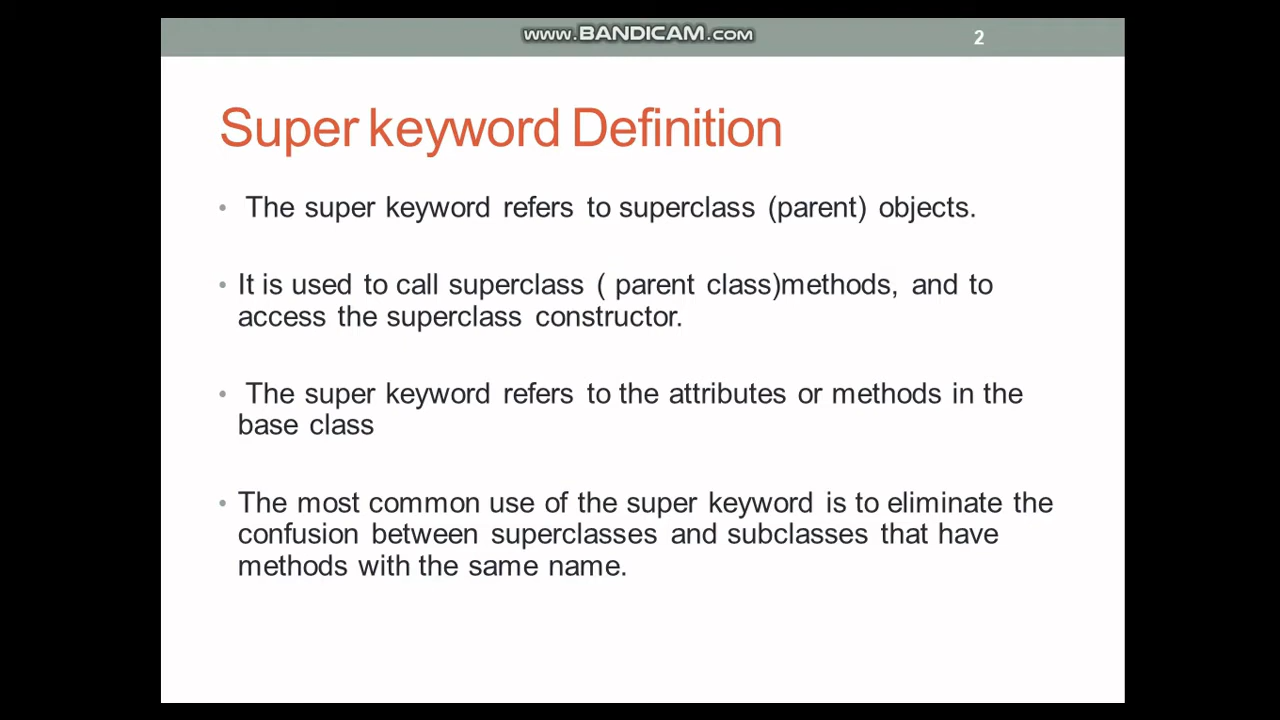 www.BANDICAM.com
2
Super keyword Definition
• The super keyword refers to superclass (parent) objects.
• It is used to call superclass ( parent class)methods, and to
access the superclass constructor.
• The super keyword refers to the attributes or methods in the
base class
• The most common use of the super keyword is to eliminate the
confusion between superclasses and subclasses that have
methods with the same name.